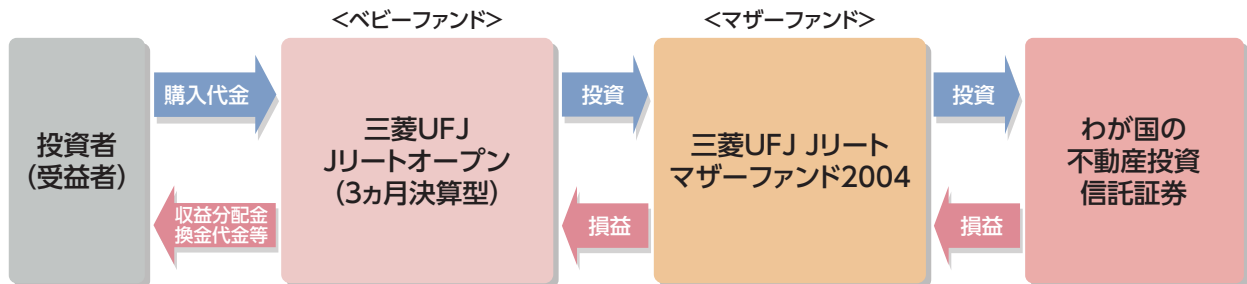 <ベビーファンド>
<マザーファンド>
投資者
(受益者)
購入代金
収益分配金
換金代金等
三菱UFJ
Jリートオープン
(3ヵ月決算型)
投資
損益
三菱UFJ Jリート
マザーファンド2004
投資
損益
わが国の
不動産投資
信託証券